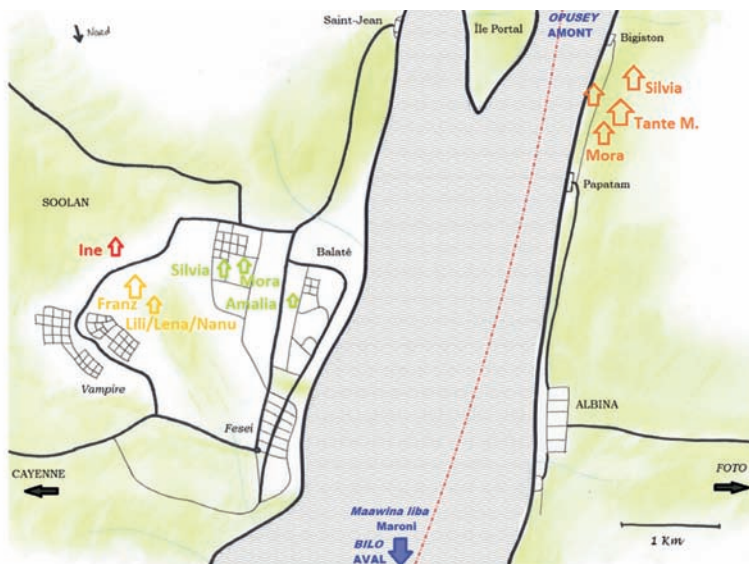 Nord
Saint-Jean
Île Portal
OPUSEY
AMONT
Bigiston
Silvia
Tante M.
Mora
Papatam
SOOLAN
Ine
Balaté
Silvia
Mora
Amalia
Franz
Lili/Lena/Nanu
Vampire
ALBINA
Fesei
CAYENNE
FOTO
Maawina liba
Maroni
BILO
AVAL
1 Km